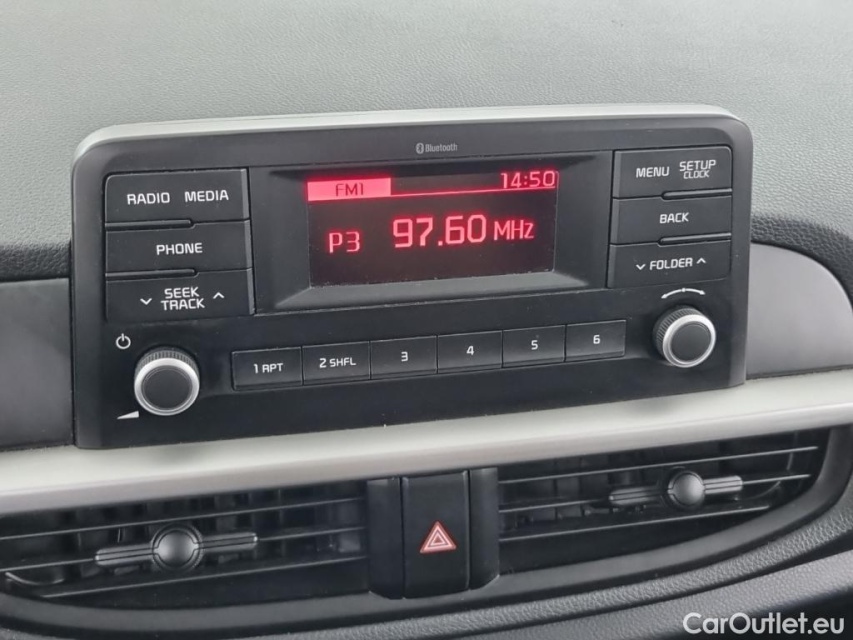 Bluetooth
RADIO MEDIA
PHONE
SEEK
TRACK
FM1 14:50
P3 97.60 MHz
MENU SETUP
CLOCK
BACK
FOLDER
1 RPT 2 SHFL 3 4 5 6
CarOutlet.eu